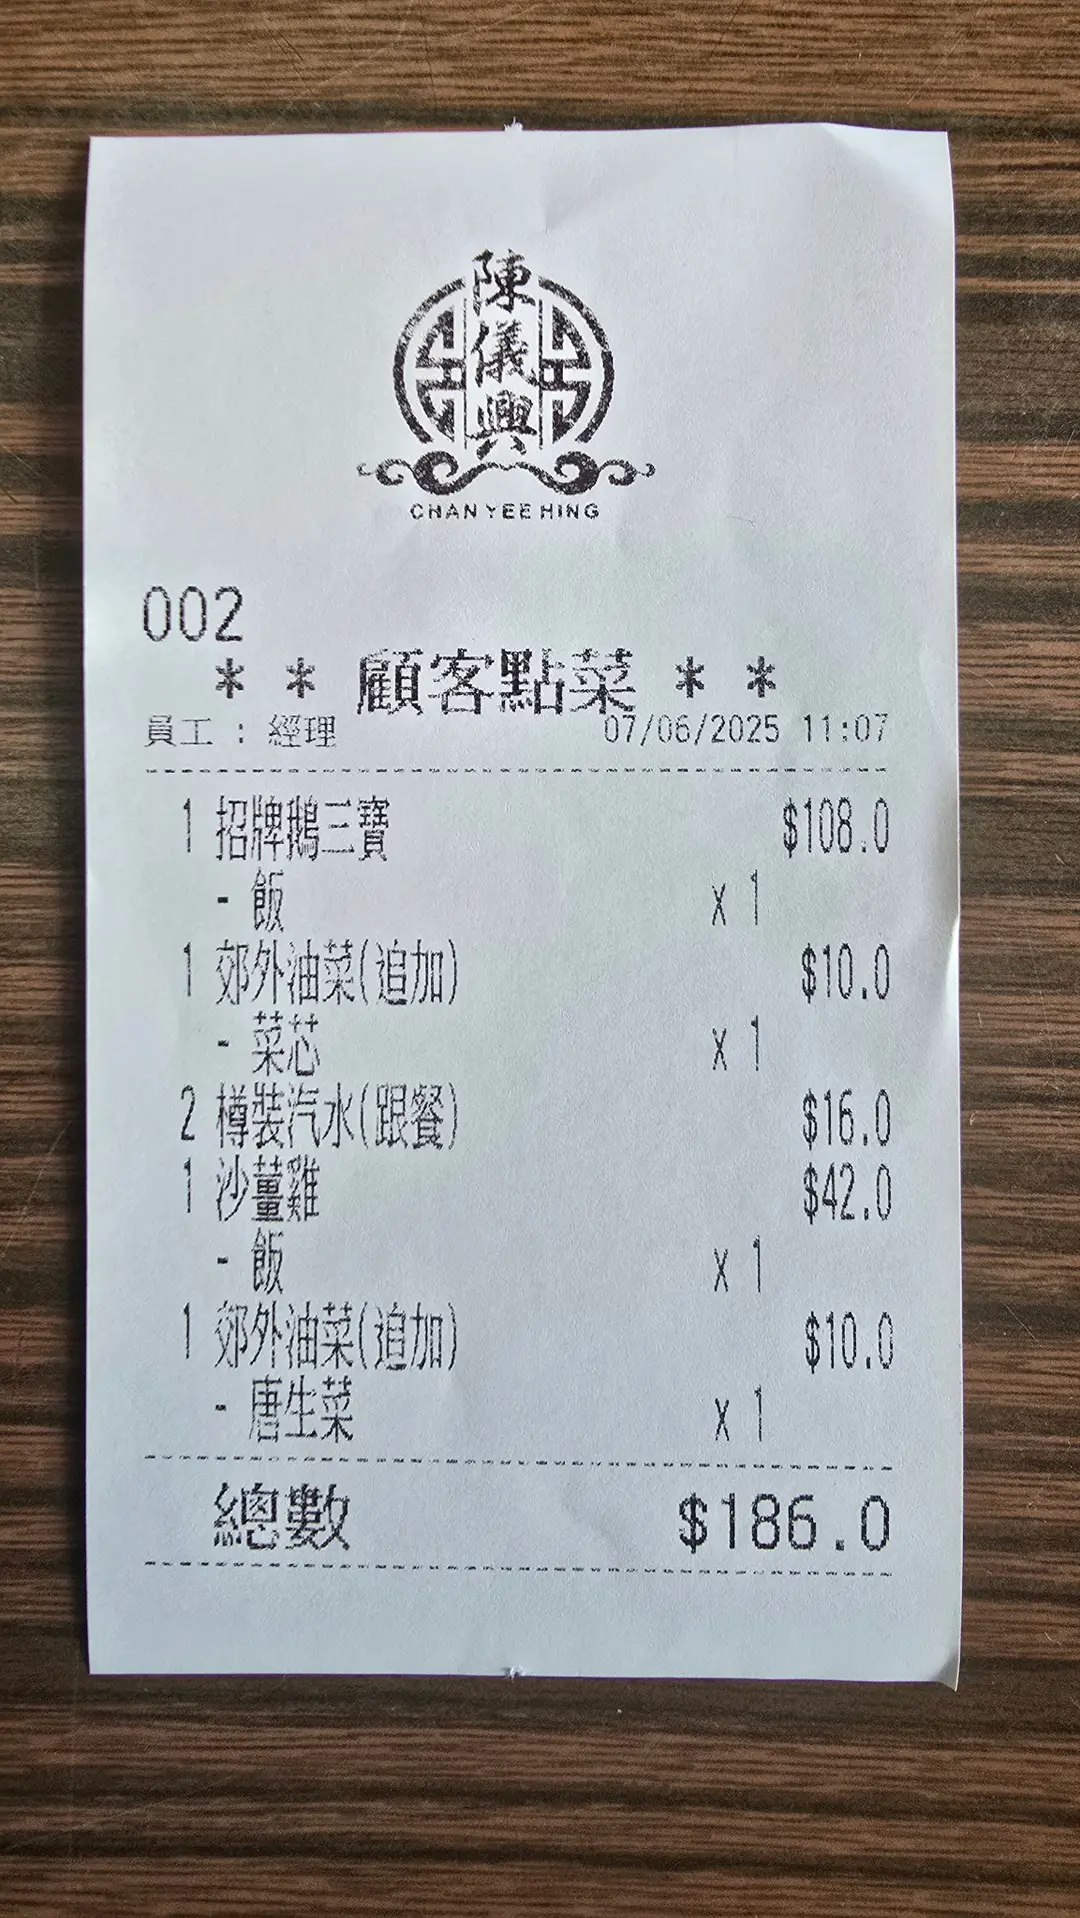 陳儀興
CHAN YEE HING
002
* * 顧客點菜 * *
員工 : 經理 07/06/2025 11:07
1 招牌鵝三寶 $108.0
- 飯 x 1
1 郊外油菜(追加) $10.0
- 菜芯 x 1
2 樽裝汽水(跟餐) $16.0
1 沙薑雞 $42.0
- 飯 x 1
1 郊外油菜(追加) $10.0
- 唐生菜 x 1
總數 $186.0